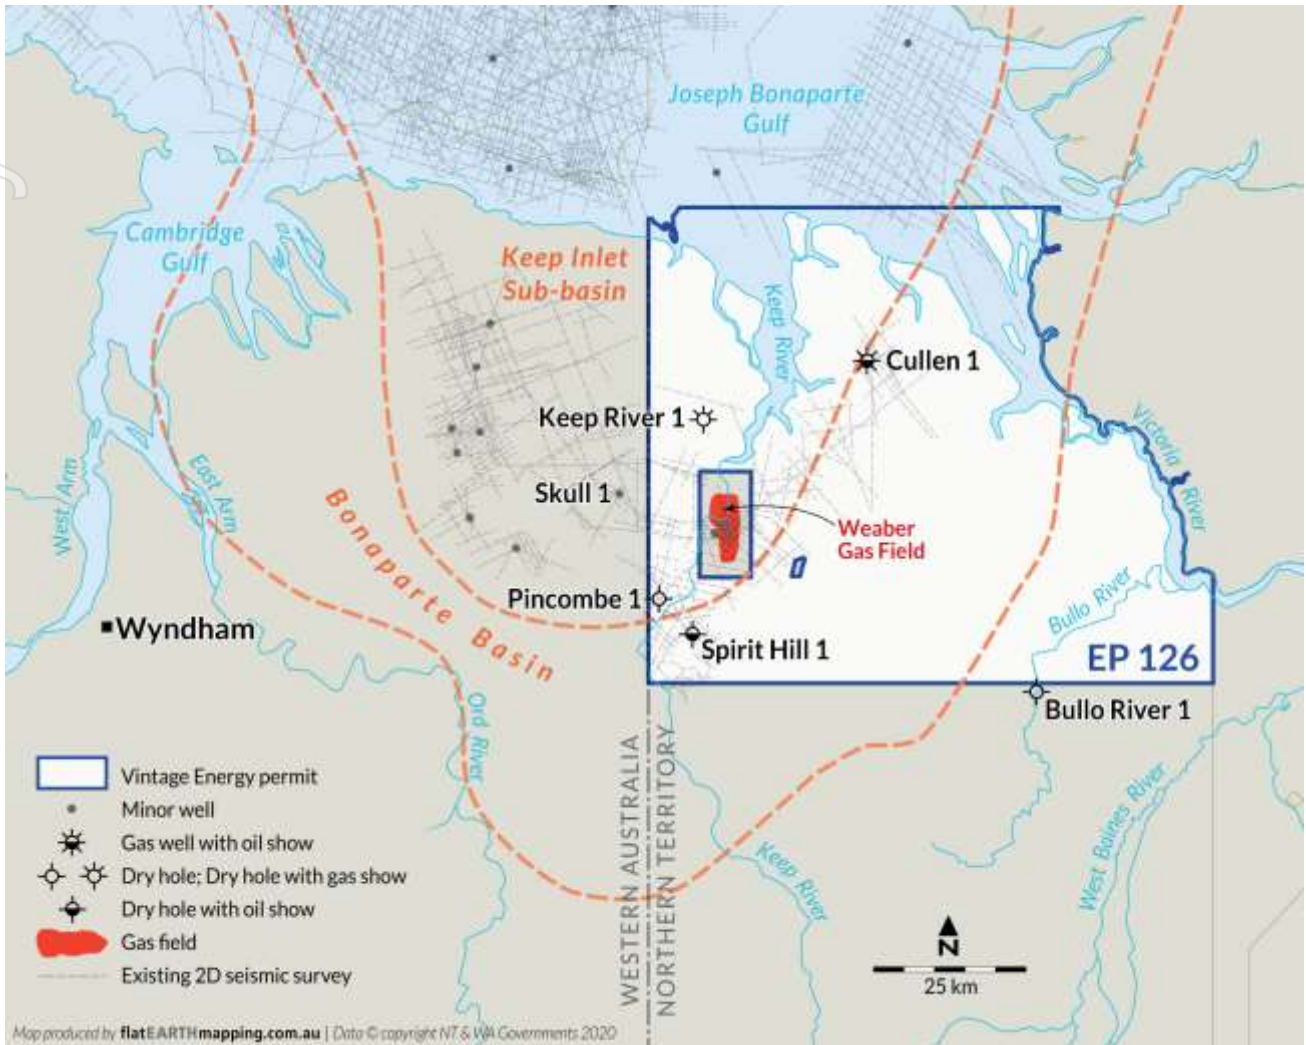 Joseph Bonaparte
Gulf
Cambridge
Gulf
Keep Inlet
Sub-basin
Keep River
Cullen 1
Keep River 1
Victoria River
West Arm
East Arm
Skull 1
Weaber
Gas Field
Bonaparte Basin
Pincombe 1
Bullo River
Wyndham
Spirit Hill 1
EP 126
Bullo River 1
Ord River
WESTERN AUSTRALIA
NORTHERN TERRITORY
Keep River
West Baines River
Vintage Energy permit
Minor well
Gas well with oil show
Dry hole; Dry hole with gas show
Dry hole with oil show
Gas field
Existing 2D seismic survey
N
25 km
Map produced by flatEARTHmapping.com.au | Data © copyright NT & WA Governments 2020